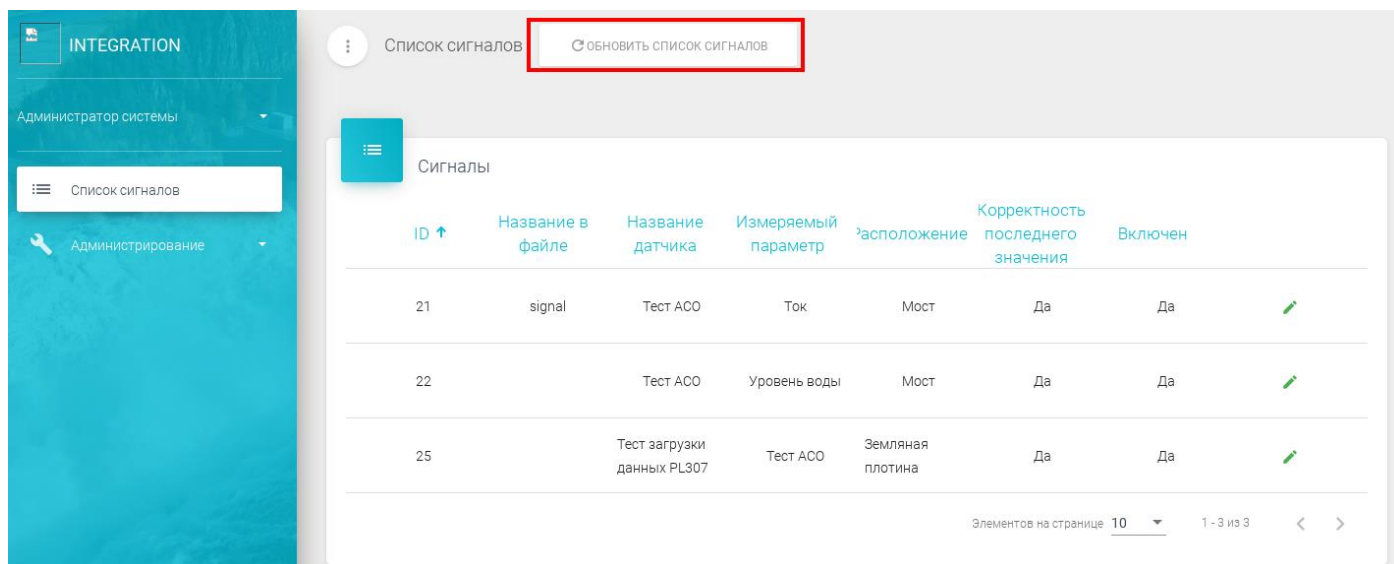 INTEGRATION
Администратор системы
Список сигналов
Администрирование
Список сигналов
ОБНОВИТЬ СПИСОК СИГНАЛОВ
Сигналы
ID Название в файле Название датчика Измеряемый параметр Расположение Корректность последнего значения Включен
21 signal Тест АСО Ток Мост Да Да
22 Тест АСО Уровень воды Мост Да Да
25 Тест загрузки данных PL307 Тест АСО Земляная плотина Да Да
Элементов на странице 10 1 - 3 из 3